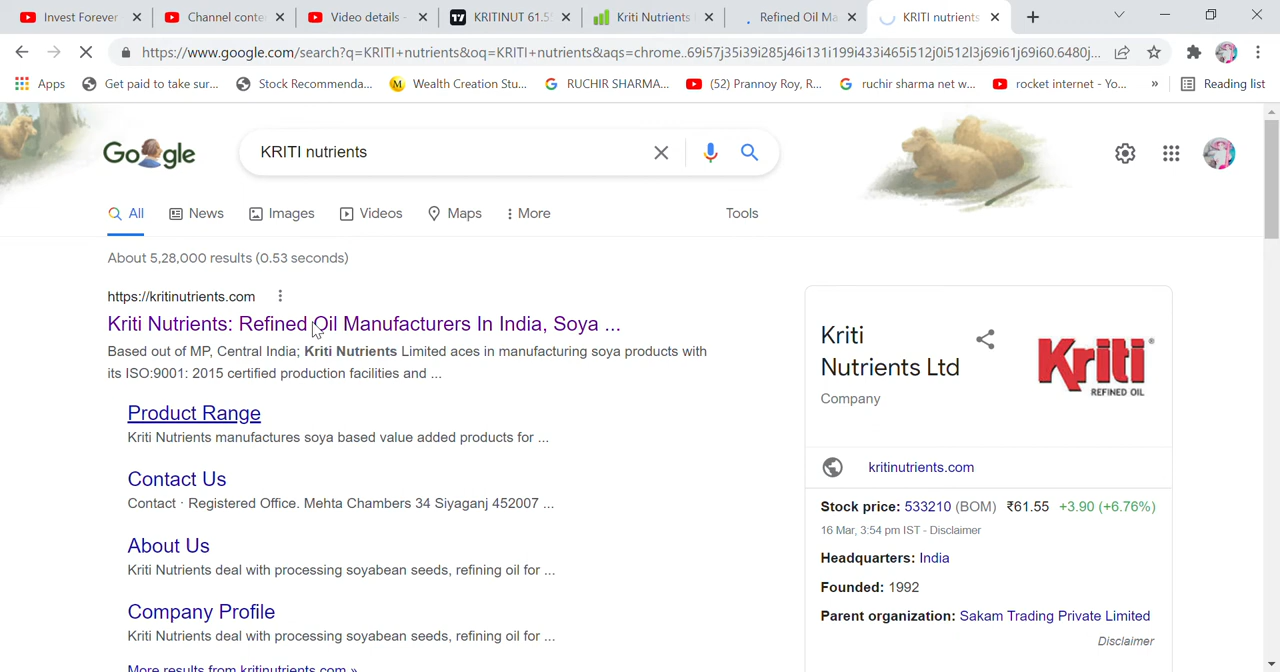 Invest Forever
Channel conte
Video details -
KRITINUT 61.5
Kriti Nutrients
Refined Oil Ma
KRITI nutrients
https://www.google.com/search?q=KRITI+nutrients&oq=KRITI+nutrients&aqs=chrome..69i57j35i39i285j46i131i199i433i465i512j0i512l3j69i61j69i60.6480j...
Apps
Get paid to take sur...
Stock Recommenda...
Wealth Creation Stu...
RUCHIR SHARMA...
(52) Prannoy Roy, R...
ruchir sharma net w...
rocket internet - Yo...
»
Reading list
Google
KRITI nutrients
All
News
Images
Videos
Maps
More
Tools
About 5,28,000 results (0.53 seconds)
https://kritinutrients.com
Kriti Nutrients: Refined Oil Manufacturers In India, Soya ...
Based out of MP, Central India; Kriti Nutrients Limited aces in manufacturing soya products with
its ISO:9001: 2015 certified production facilities and ...
Product Range
Kriti Nutrients manufactures soya based value added products for ...
Contact Us
Contact · Registered Office. Mehta Chambers 34 Siyaganj 452007 ...
About Us
Kriti Nutrients deal with processing soyabean seeds, refining oil for ...
Company Profile
Kriti Nutrients deal with processing soyabean seeds, refining oil for ...
More results from kritinutrients.com »
Kriti
Nutrients Ltd
Company
Kriti
REFINED OIL
kritinutrients.com
Stock price: 533210 (BOM) ₹61.55 +3.90 (+6.76%)
16 Mar, 3:54 pm IST - Disclaimer
Headquarters: India
Founded: 1992
Parent organization: Sakam Trading Private Limited
Disclaimer